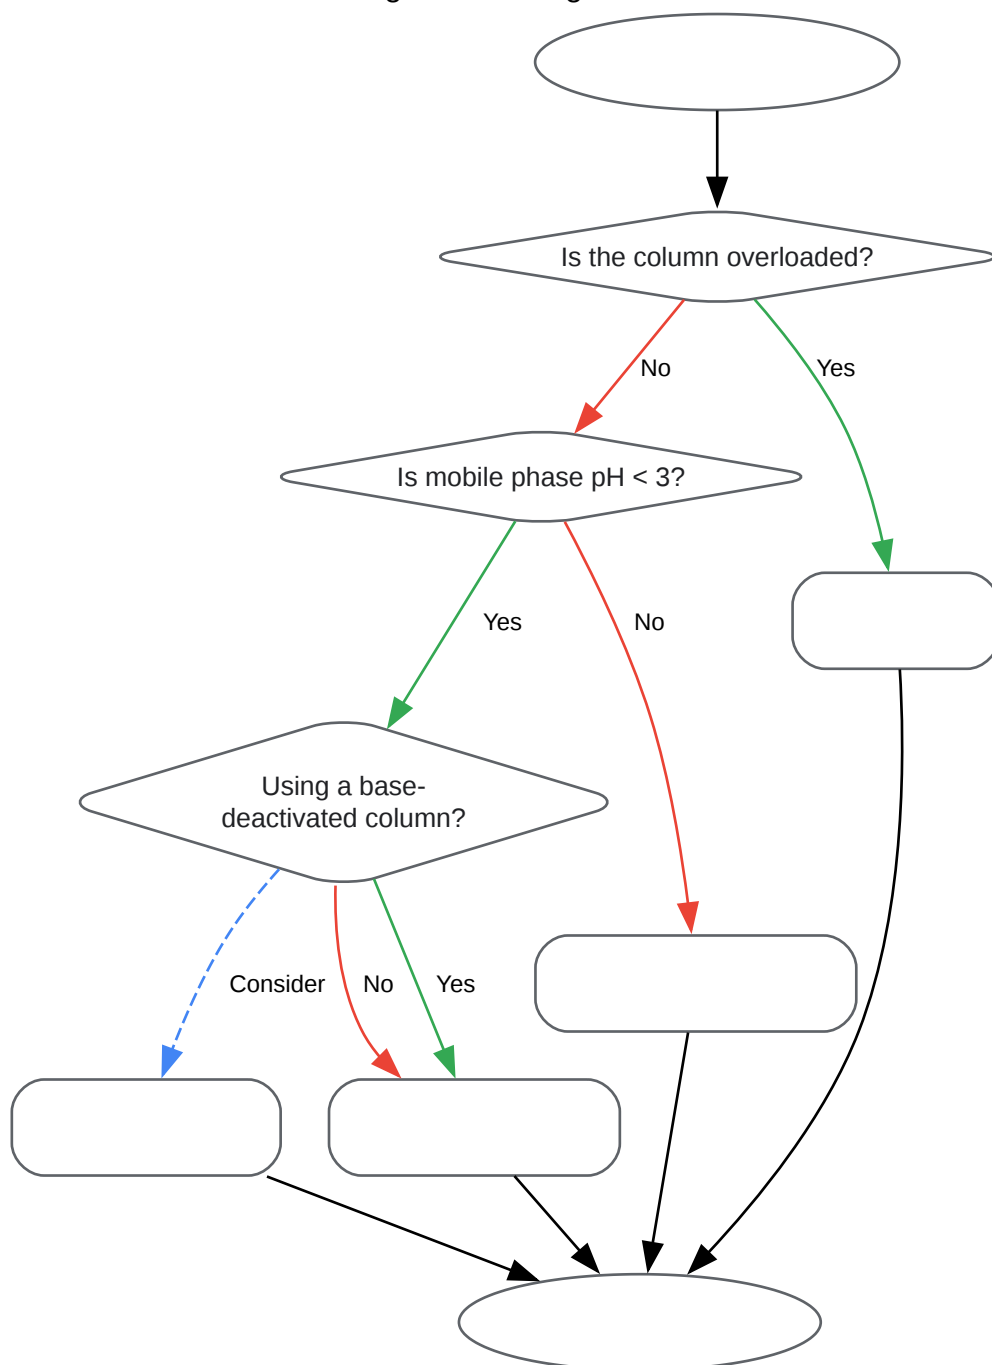 Is the column overloaded?
No
Yes
Is mobile phase pH < 3?
Yes
No
Using a base-
deactivated column?
Consider
No
Yes